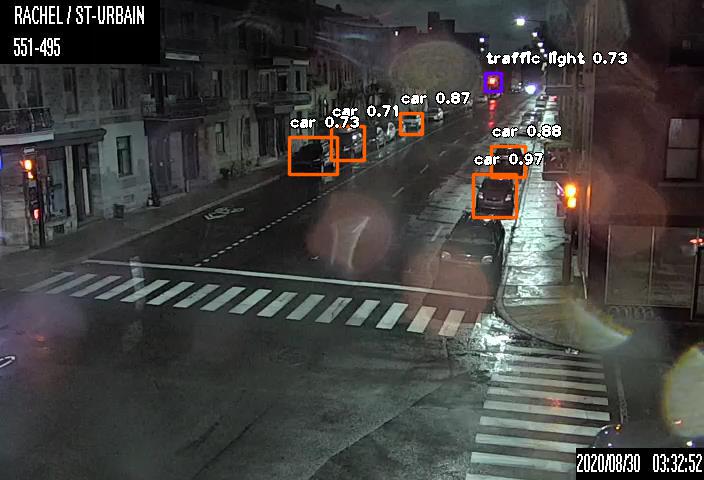 RACHEL / ST-URBAIN
551-495
traffic light 0.73
car 0.87
car 0.71
car 0.73
car 0.88
car 0.97
2020/08/30 03:32:52